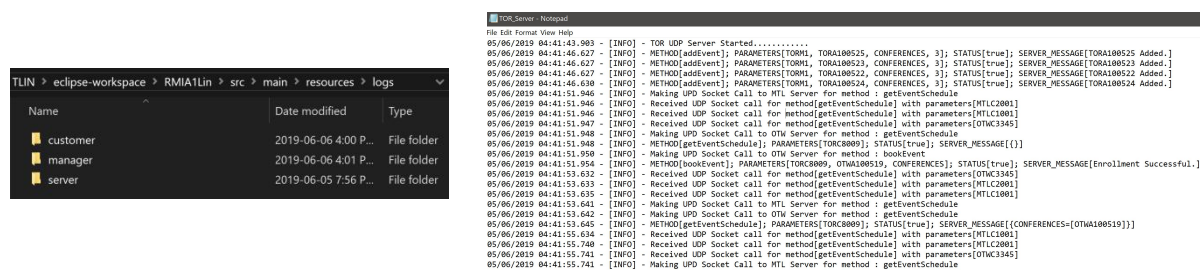 TLIN > eclipse-workspace > RMIA1Lin > src > main > resources > logs
Name Date modified Type
customer 2019-06-06 4:00 P... File folder
manager 2019-06-06 4:01 P... File folder
server 2019-06-05 7:56 P... File folder
TOR_Server - Notepad
File Edit Format View Help
05/06/2019 04:41:43.903 - [INFO] - TOR UDP Server Started............
05/06/2019 04:41:46.627 - [INFO] - METHOD[addEvent]; PARAMETERS[TORM1, TORA100525, CONFERENCES, 3]; STATUS[true]; SERVER_MESSAGE[TORA100525 Added.]
05/06/2019 04:41:46.627 - [INFO] - METHOD[addEvent]; PARAMETERS[TORM1, TORA100523, CONFERENCES, 3]; STATUS[true]; SERVER_MESSAGE[TORA100523 Added.]
05/06/2019 04:41:46.627 - [INFO] - METHOD[addEvent]; PARAMETERS[TORM1, TORA100522, CONFERENCES, 3]; STATUS[true]; SERVER_MESSAGE[TORA100522 Added.]
05/06/2019 04:41:46.630 - [INFO] - METHOD[addEvent]; PARAMETERS[TORM1, TORA100524, CONFERENCES, 3]; STATUS[true]; SERVER_MESSAGE[TORA100524 Added.]
05/06/2019 04:41:51.946 - [INFO] - Making UPD Socket Call to MTL Server for method : getEventSchedule
05/06/2019 04:41:51.946 - [INFO] - Received UDP Socket call for method[getEventSchedule] with parameters[MTLC2001]
05/06/2019 04:41:51.946 - [INFO] - Received UDP Socket call for method[getEventSchedule] with parameters[MTLC1001]
05/06/2019 04:41:51.947 - [INFO] - Received UDP Socket call for method[getEventSchedule] with parameters[OTWC3345]
05/06/2019 04:41:51.948 - [INFO] - Making UPD Socket Call to OTW Server for method : getEventSchedule
05/06/2019 04:41:51.948 - [INFO] - METHOD[getEventSchedule]; PARAMETERS[TORC8009]; STATUS[true]; SERVER_MESSAGE[{}]
05/06/2019 04:41:51.950 - [INFO] - Making UPD Socket Call to OTW Server for method : bookEvent
05/06/2019 04:41:51.954 - [INFO] - METHOD[bookEvent]; PARAMETERS[TORC8009, OTWA100519, CONFERENCES]; STATUS[true]; SERVER_MESSAGE[Enrollment Successful.]
05/06/2019 04:41:53.632 - [INFO] - Received UDP Socket call for method[getEventSchedule] with parameters[OTWC3345]
05/06/2019 04:41:53.633 - [INFO] - Received UDP Socket call for method[getEventSchedule] with parameters[MTLC2001]
05/06/2019 04:41:53.635 - [INFO] - Received UDP Socket call for method[getEventSchedule] with parameters[MTLC1001]
05/06/2019 04:41:53.641 - [INFO] - Making UPD Socket Call to MTL Server for method : getEventSchedule
05/06/2019 04:41:53.642 - [INFO] - Making UPD Socket Call to OTW Server for method : getEventSchedule
05/06/2019 04:41:53.645 - [INFO] - METHOD[getEventSchedule]; PARAMETERS[TORC8009]; STATUS[true]; SERVER_MESSAGE[{CONFERENCES=[OTWA100519]}]
05/06/2019 04:41:55.634 - [INFO] - Received UDP Socket call for method[getEventSchedule] with parameters[MTLC1001]
05/06/2019 04:41:55.740 - [INFO] - Received UDP Socket call for method[getEventSchedule] with parameters[MTLC2001]
05/06/2019 04:41:55.741 - [INFO] - Received UDP Socket call for method[getEventSchedule] with parameters[OTWC3345]
05/06/2019 04:41:55.741 - [INFO] - Making UPD Socket Call to MTL Server for method : getEventSchedule